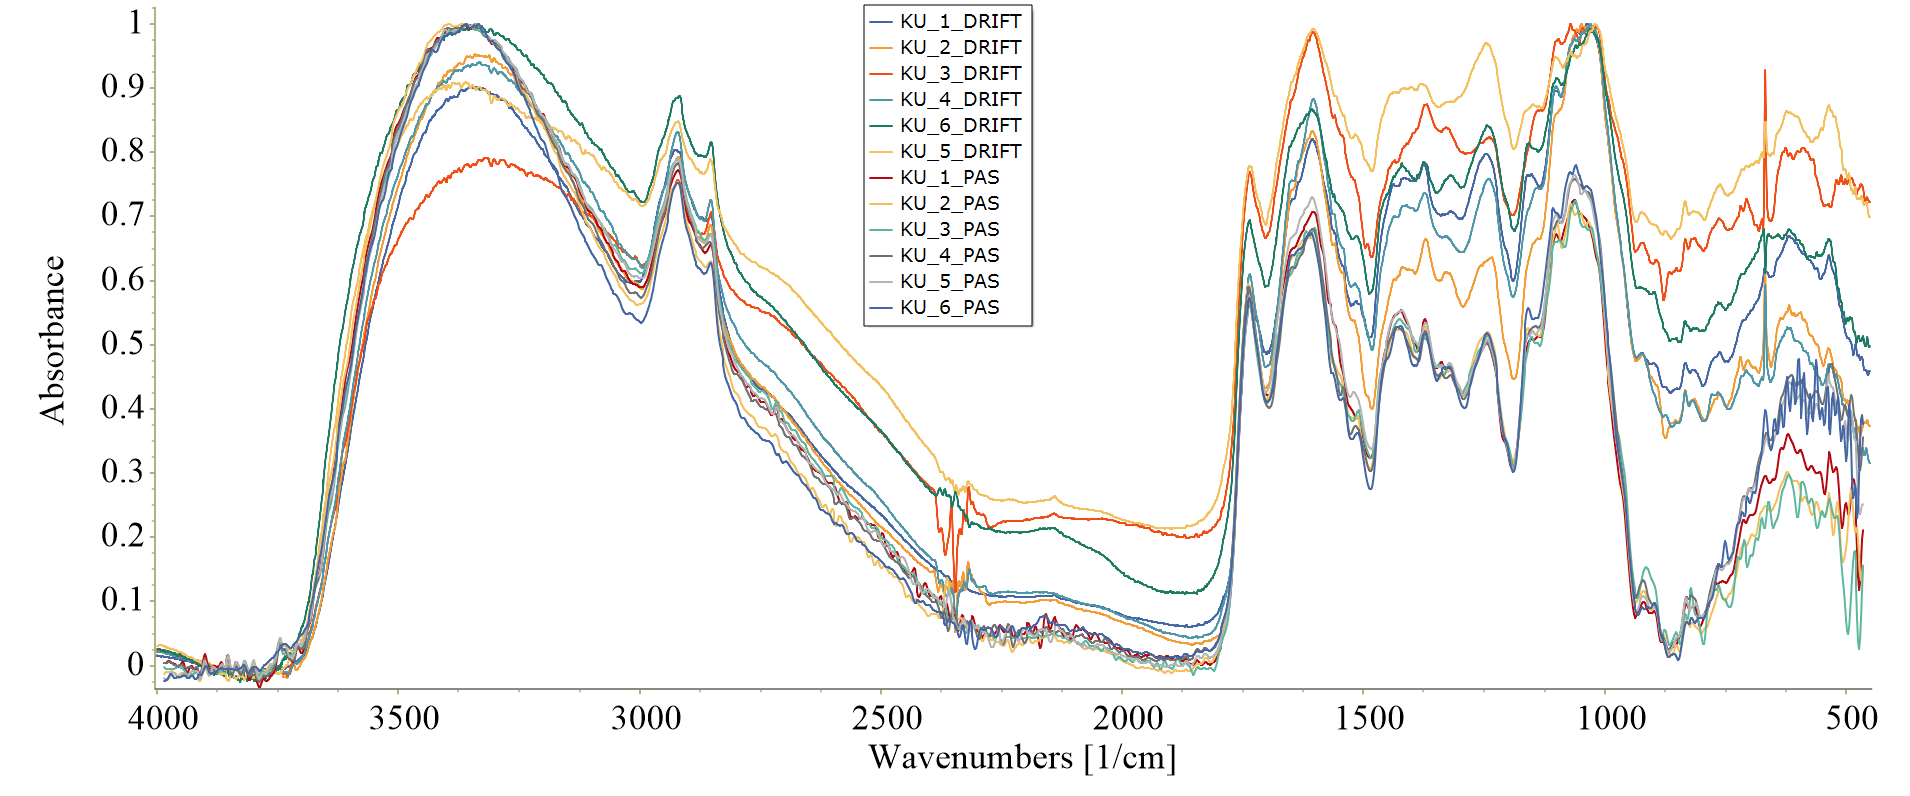 Absorbance
1
0.9
0.8
0.7
0.6
0.5
0.4
0.3
0.2
0.1
0
KU_1_DRIFT
KU_2_DRIFT
KU_3_DRIFT
KU_4_DRIFT
KU_6_DRIFT
KU_5_DRIFT
KU_1_PAS
KU_2_PAS
KU_3_PAS
KU_4_PAS
KU_5_PAS
KU_6_PAS
4000 3500 3000 2500 2000 1500 1000 500
Wavenumbers [1/cm]